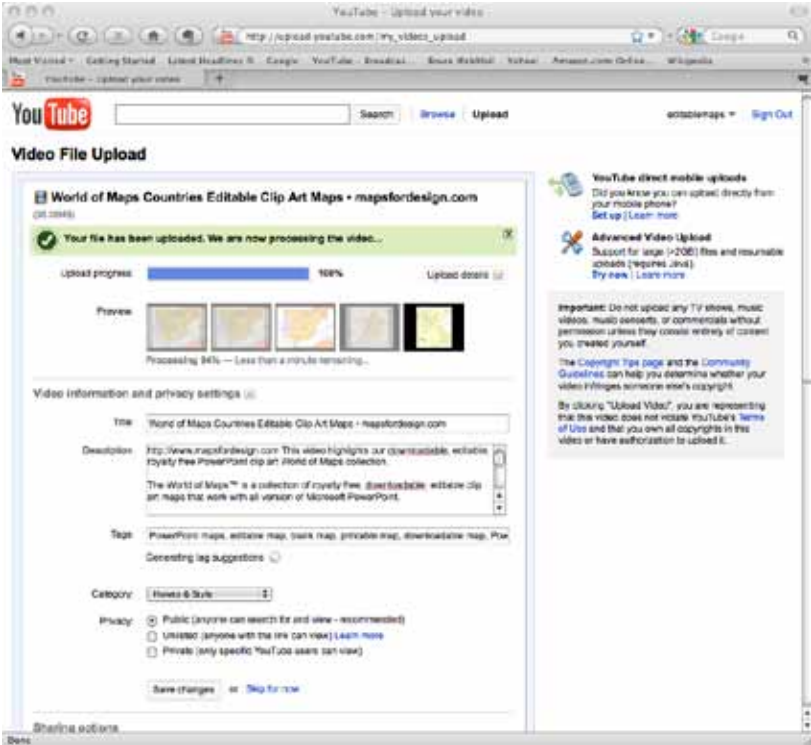 YouTube - Upload your video
http://upload.youtube.com/my_videos_upload
Google
Most Visited Getting Started Latest Headlines Google YouTube - Broadcas... Yahoo! Amazon.com Online... Wikipedia
YouTube - Upload your video
YouTube
Search Browse Upload
editablemaps Sign Out
Video File Upload
World of Maps Countries Editable Clip Art Maps • mapsfordesign.com
Your file has been uploaded. We are now processing the video...
Upload progress 100% Upload details
Preview
Processing 94% — Less than a minute remaining...
Video information and privacy settings
Title World of Maps Countries Editable Clip Art Maps - mapsfordesign.com
Description http://www.mapsfordesign.com This video highlights our downloadable, editable
royalty free PowerPoint clip art World of Maps collection.
The World of Maps™ is a collection of royalty free, downloadable, editable clip
art maps that work with all version of Microsoft PowerPoint.
Tags PowerPoint maps, editable map, blank map, printable map, downloadable map, Pow
Generating tag suggestions
Category Howto & Style
Privacy Public (anyone can search for and view - recommended)
Unlisted (anyone with the link can view) Learn more
Private (only specific YouTube users can view)
Save changes or Skip for now
Sharing options
Done
YouTube direct mobile uploads
Did you know you can upload directly from
your mobile phone?
Set up | Learn more
Advanced Video Upload
Support for large (>2GB) files and resumable
uploads (requires Java).
Try now | Learn more
Important: Do not upload any TV shows, music
videos, music concerts, or commercials without
permission unless they consist entirely of content
you created yourself.
The Copyright Tips page and the Community
Guidelines can help you determine whether your
video infringes someone else's copyright.
By clicking "Upload Video", you are representing
that this video does not violate YouTube's Terms
of Use and that you own all copyrights in this
video or have authorization to upload it.